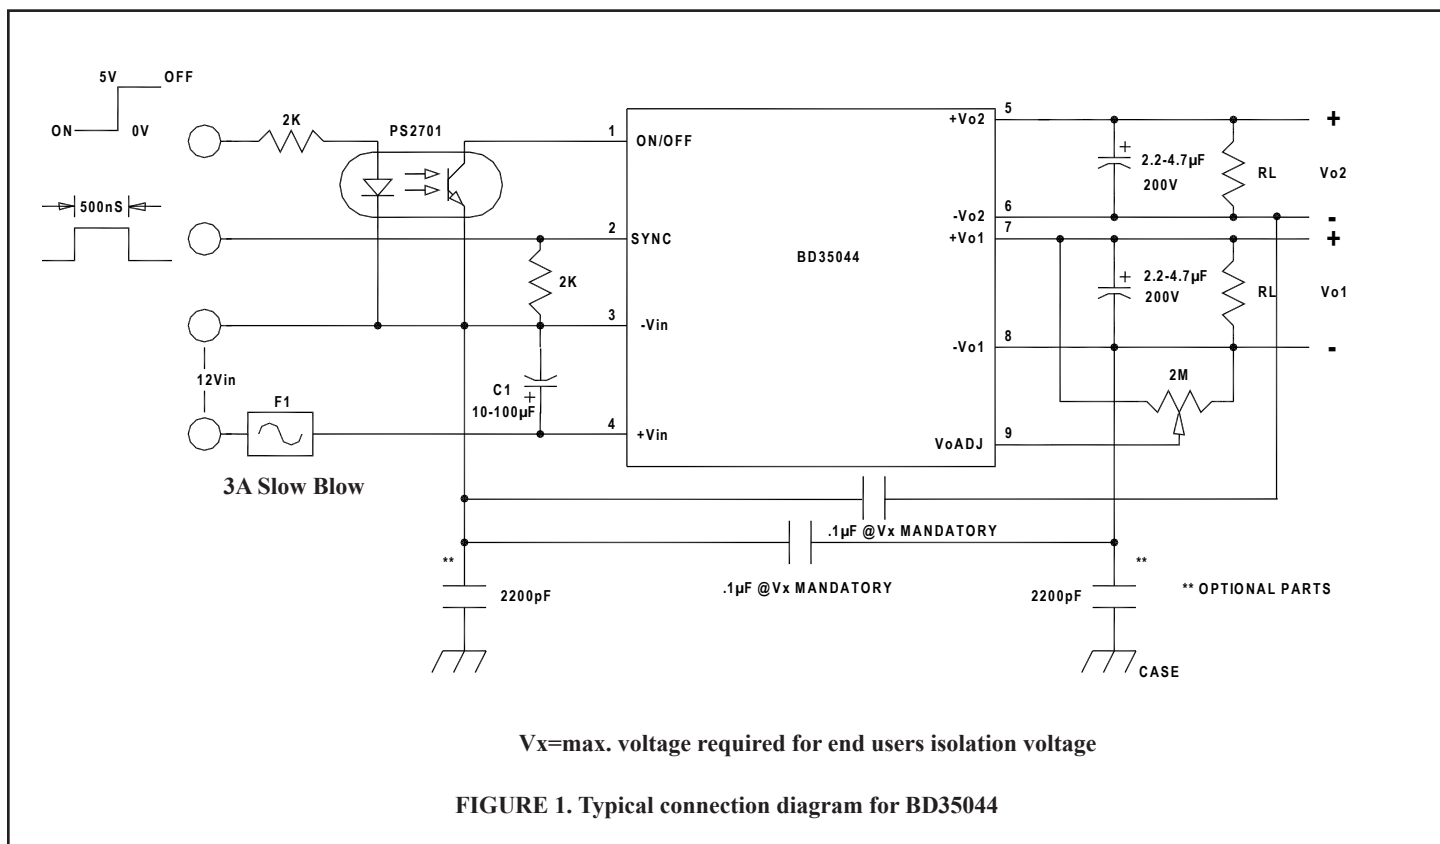 5V
OFF
ON
0V
2K
PS2701
1
ON/OFF
500nS
2
SYNC
2K
3
-Vin
12Vin
C1
+
10-100µF
F1
4
+Vin
3A Slow Blow
BD35044
+Vo2
5
+
2.2-4.7µF
200V
RL
+
Vo2
-
-Vo2
6
+Vo1
7
+
2.2-4.7µF
200V
RL
+
Vo1
-
-Vo1
8
2M
VoADJ
9
.1µF @Vx MANDATORY
.1µF @Vx MANDATORY
**
2200pF
**
2200pF
** OPTIONAL PARTS
CASE
Vx=max. voltage required for end users isolation voltage
FIGURE 1. Typical connection diagram for BD35044